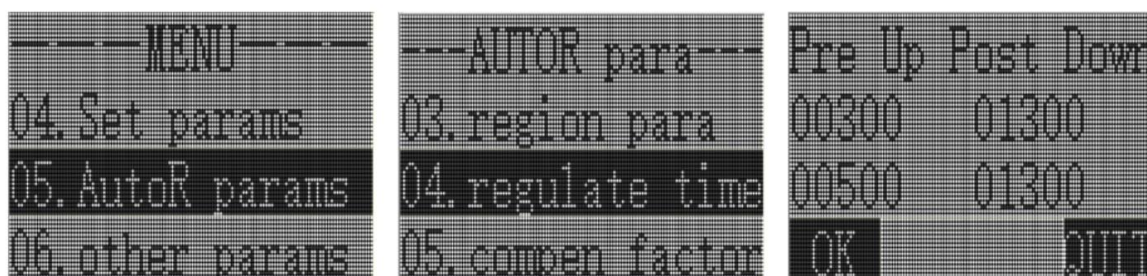 MENU
04.Set params
05.AutoR params
06.other params
AUTOR para
03.region para
04.regulate time
05.compen factor
Pre Up Post Down
00300 01300
00500 01300
OK QUIT